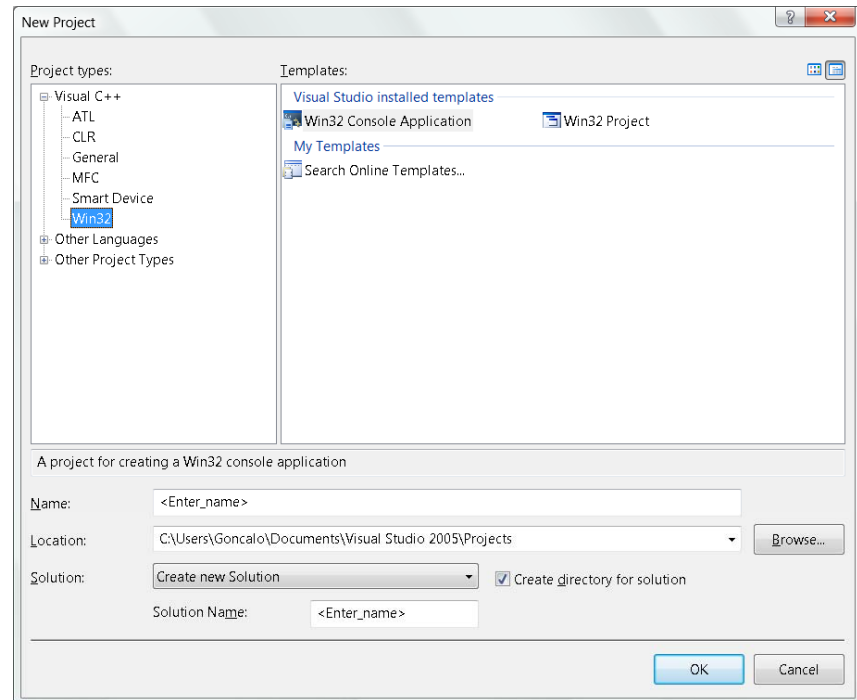 New Project
Project types:
Templates:
Visual C++
ATL
CLR
General
MFC
Smart Device
Win32
Other Languages
Other Project Types
Visual Studio installed templates
Win32 Console Application
Win32 Project
My Templates
Search Online Templates...
A project for creating a Win32 console application
Name:
<Enter_name>
Location:
C:\Users\Goncalo\Documents\Visual Studio 2005\Projects
Browse...
Solution:
Create new Solution
Create directory for solution
Solution Name:
<Enter_name>
OK
Cancel